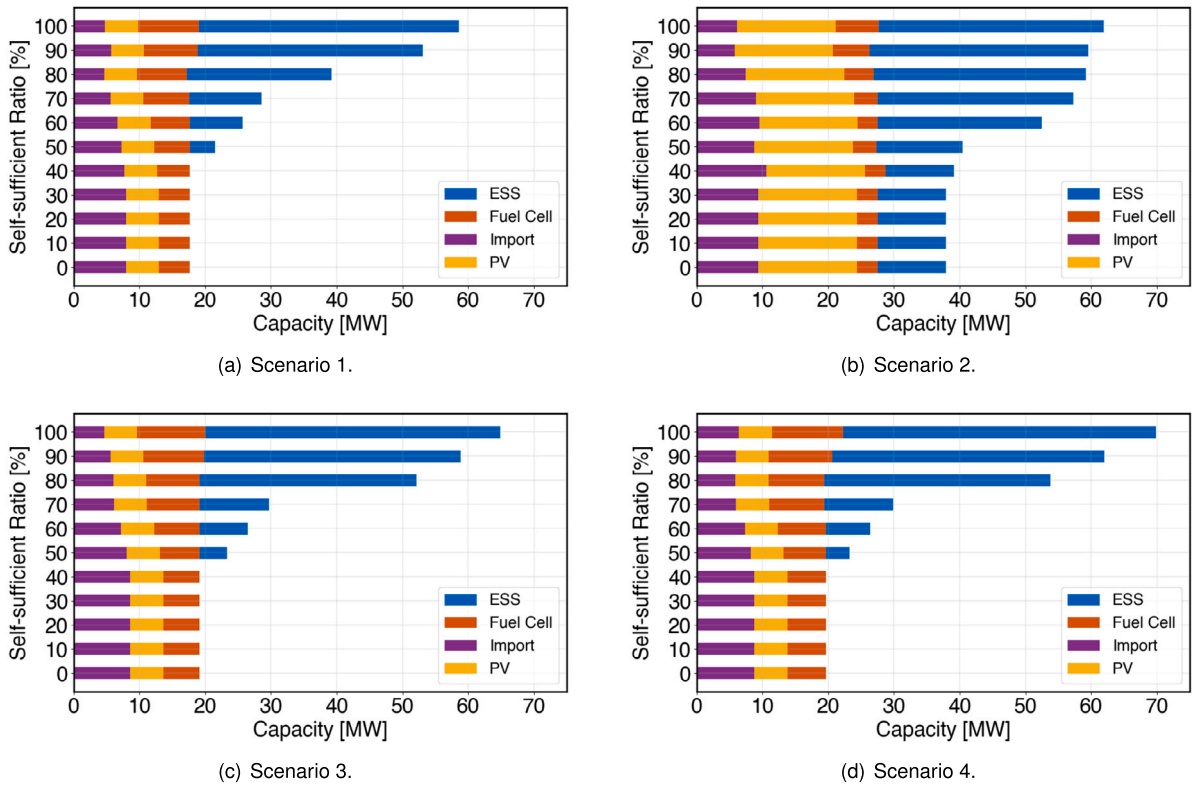 Self-sufficient Ratio [%]
100
90
80
70
60
50
40
30
20
10
0
0 10 20 30 40 50 60 70
Capacity [MW]
ESS
Fuel Cell
Import
PV
(a) Scenario 1.
Self-sufficient Ratio [%]
100
90
80
70
60
50
40
30
20
10
0
0 10 20 30 40 50 60 70
Capacity [MW]
ESS
Fuel Cell
Import
PV
(b) Scenario 2.
Self-sufficient Ratio [%]
100
90
80
70
60
50
40
30
20
10
0
0 10 20 30 40 50 60 70
Capacity [MW]
ESS
Fuel Cell
Import
PV
(c) Scenario 3.
Self-sufficient Ratio [%]
100
90
80
70
60
50
40
30
20
10
0
0 10 20 30 40 50 60 70
Capacity [MW]
ESS
Fuel Cell
Import
PV
(d) Scenario 4.